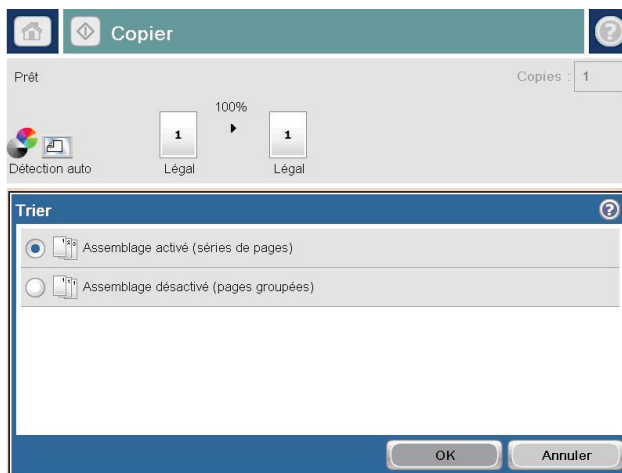 Copier
Prêt
Copies : 1
100%
1
1
Détection auto
Légal
Légal
Trier
Assemblage activé (séries de pages)
Assemblage désactivé (pages groupées)
OK
Annuler